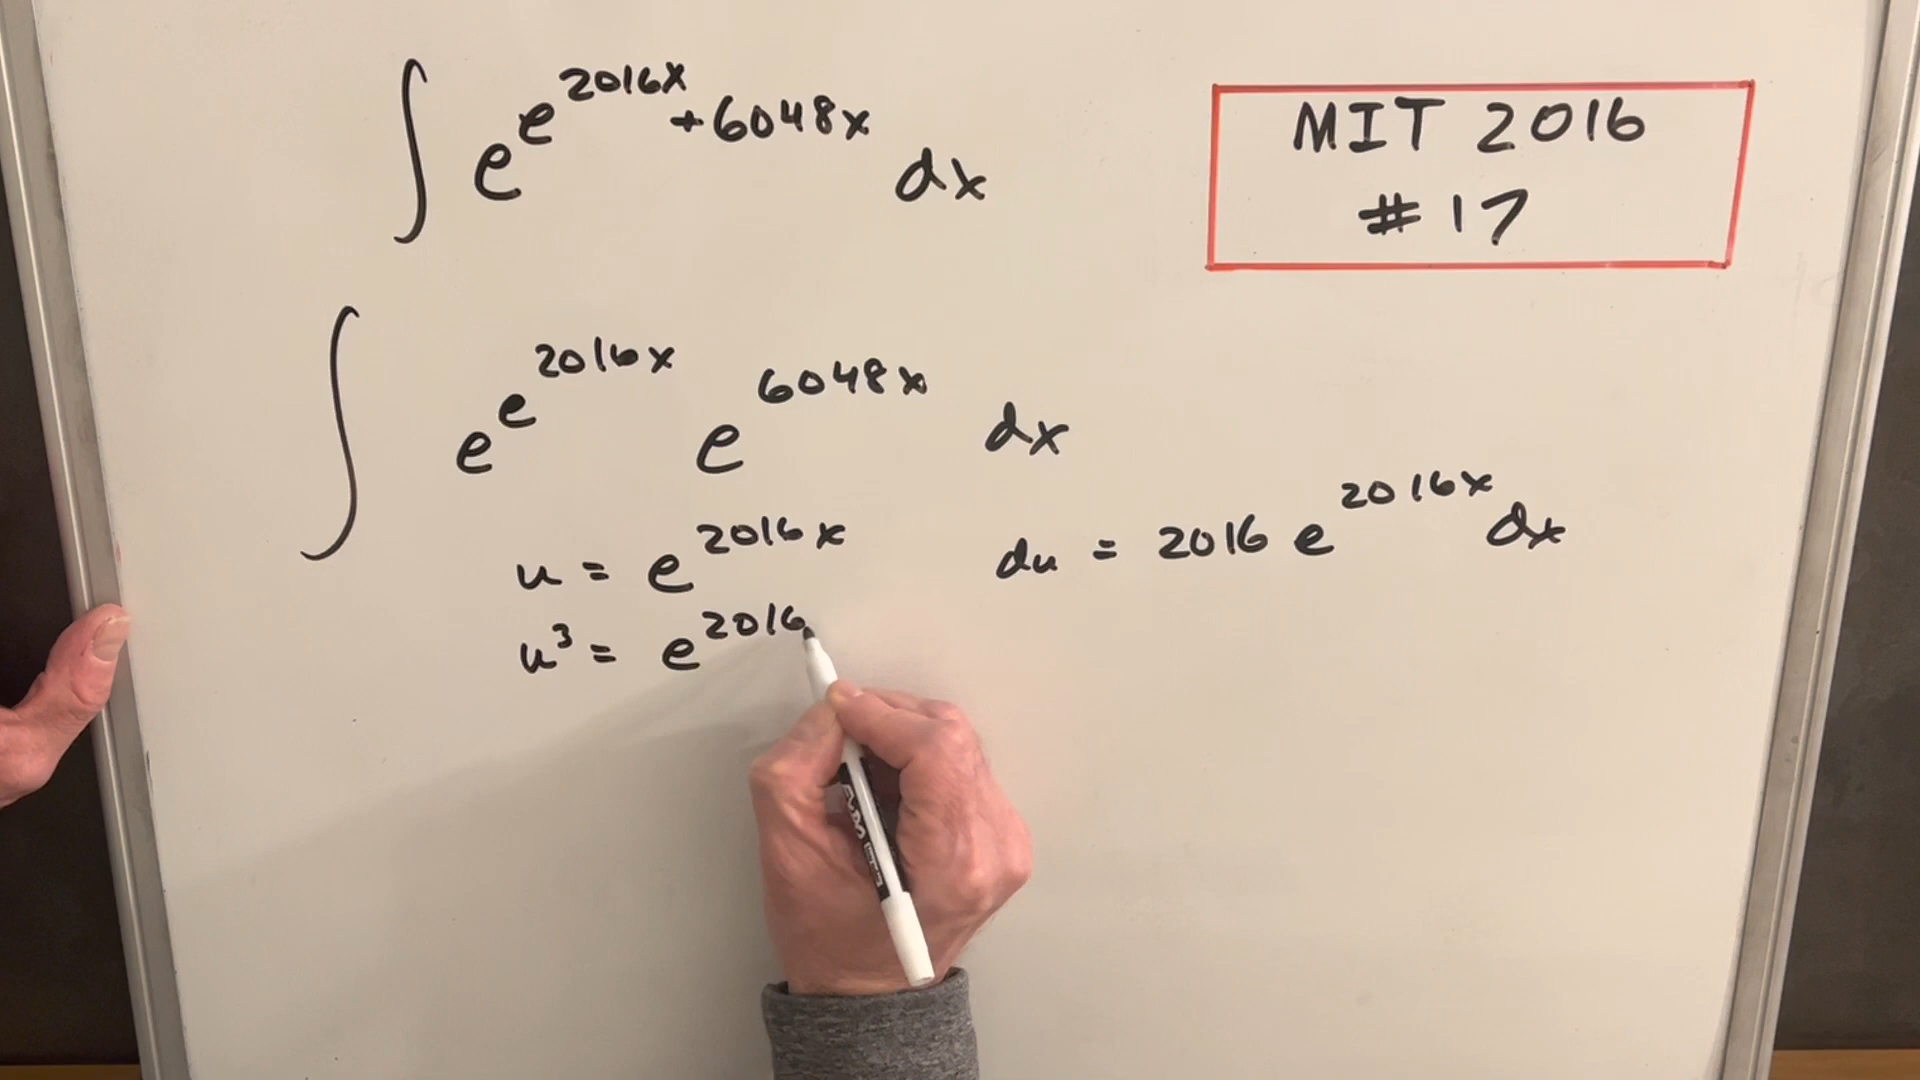 ∫ e^{e^{2016x} + 6048x} dx
MIT 2016
# 17
∫ e^{e^{2016x}} e^{6048x} dx
u = e^{2016x} du = 2016 e^{2016x} dx
u³ = e^{2016